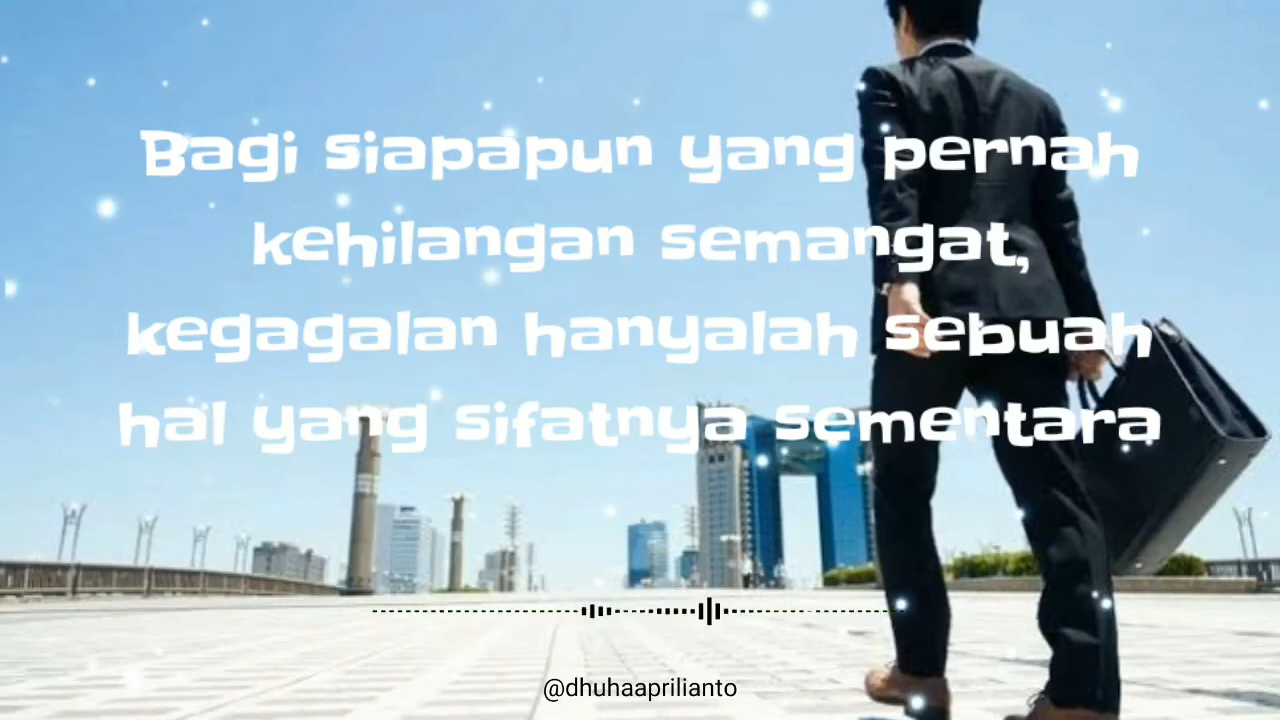 Bagi siapapun yang pernah
kehilangan semangat,
kegagalan hanyalah sebuah
hal yang sifatnya sementara
@dhuhaaprilianto